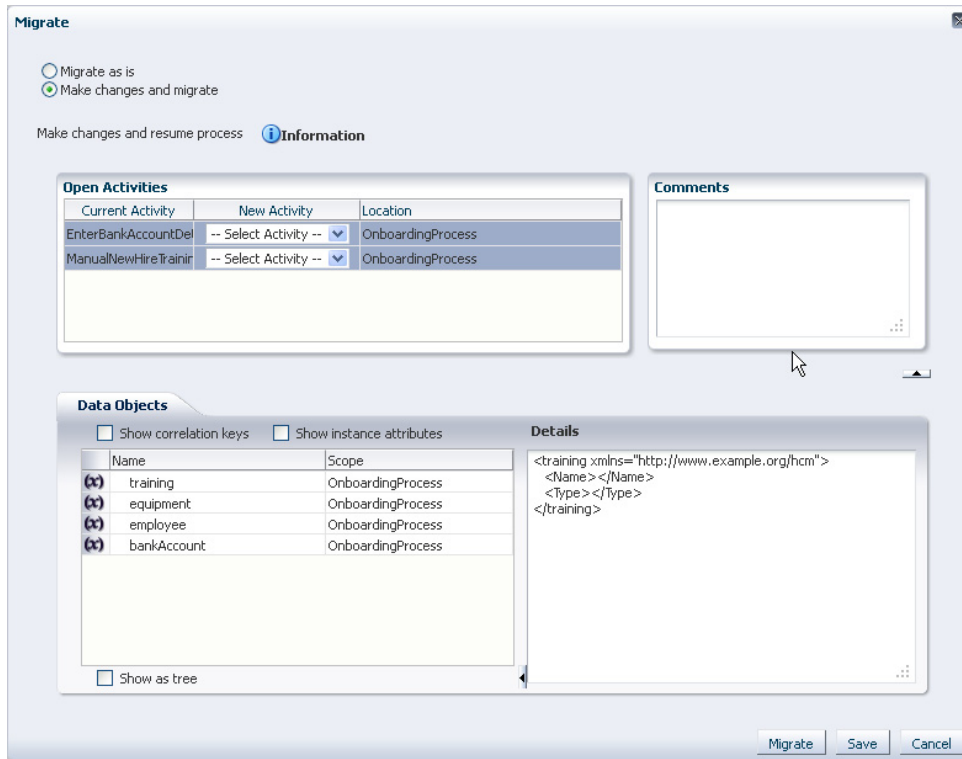 Migrate
Migrate as is
Make changes and migrate
Make changes and resume process Information
Open Activities
Current Activity New Activity Location
EnterBankAccountDet -- Select Activity -- OnboardingProcess
ManualNewHireTrainin -- Select Activity -- OnboardingProcess
Comments
Data Objects
Show correlation keys Show instance attributes
Name Scope
(x) training OnboardingProcess
(x) equipment OnboardingProcess
(x) employee OnboardingProcess
(x) bankAccount OnboardingProcess
Show as tree
Details
<training xmlns="http://www.example.org/hcm">
<Name></Name>
<Type></Type>
</training>
Migrate Save Cancel